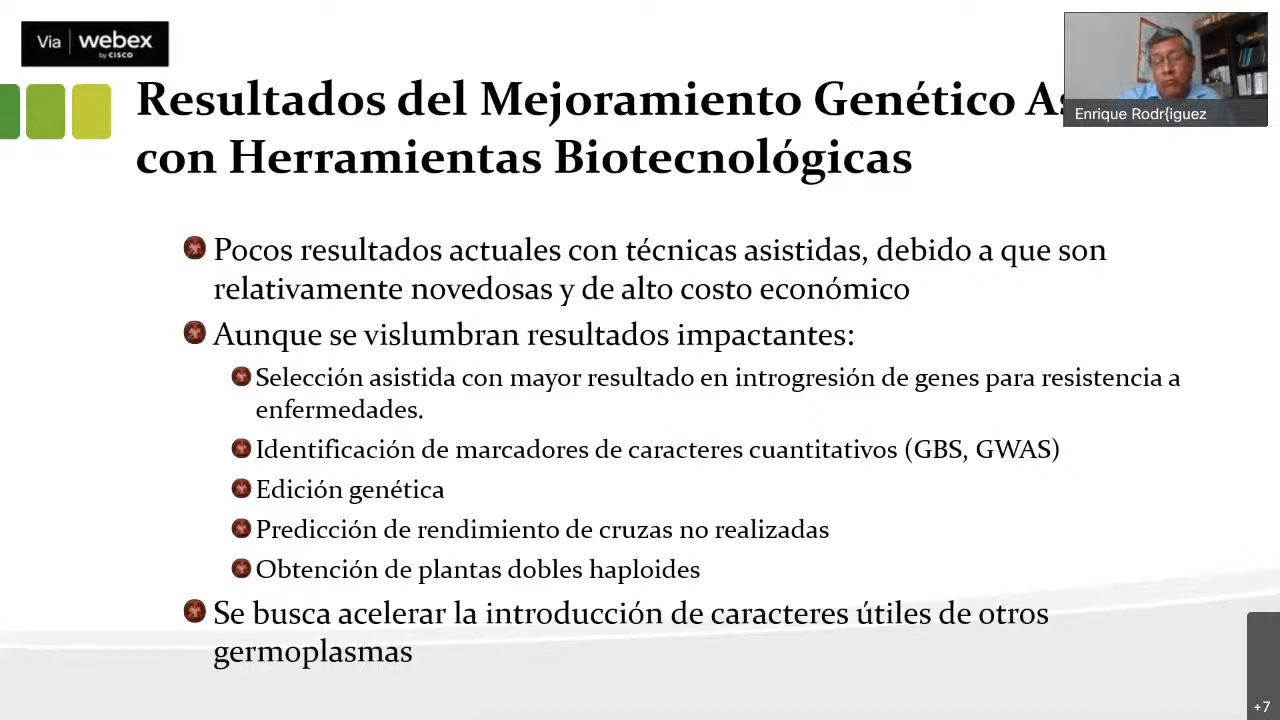 Via webex
by CISCO
Enrique Rodr{iguez
Resultados del Mejoramiento Genético
con Herramientas Biotecnológicas
Pocos resultados actuales con técnicas asistidas, debido a que son
relativamente novedosas y de alto costo económico
Aunque se vislumbran resultados impactantes:
Selección asistida con mayor resultado en introgresión de genes para resistencia a
enfermedades.
Identificación de marcadores de caracteres cuantitativos (GBS, GWAS)
Edición genética
Predicción de rendimiento de cruzas no realizadas
Obtención de plantas dobles haploides
Se busca acelerar la introducción de caracteres útiles de otros
germoplasmas
+7